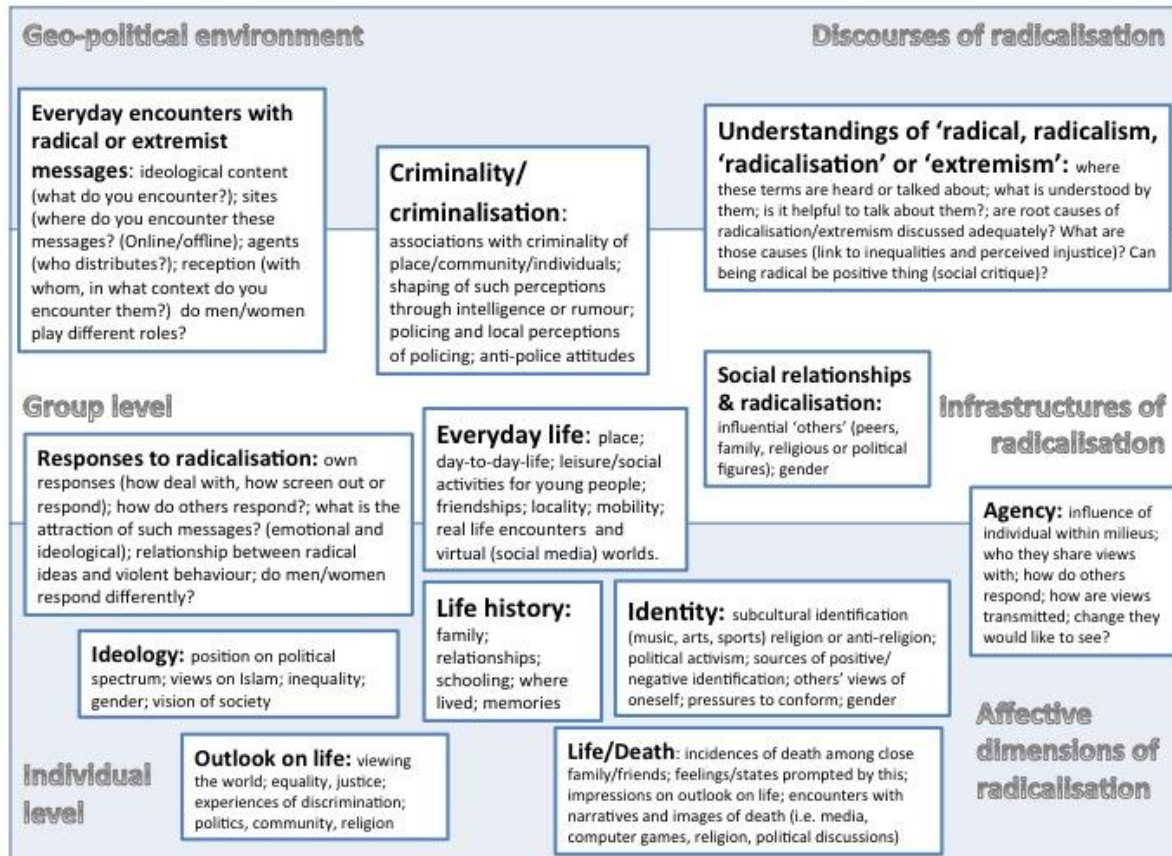 Geo-political environment
Discourses of radicalisation
Everyday encounters with
radical or extremist
messages: ideological content
(what do you encounter?); sites
(where do you encounter these
messages? (Online/offline); agents
(who distributes?); reception (with
whom, in what context do you
encounter them?) do men/women
play different roles?
Criminality/
criminalisation:
associations with criminality of
place/community/individuals;
shaping of such perceptions
through intelligence or rumour;
policing and local perceptions
of policing; anti-police attitudes
Understandings of ‘radical, radicalism,
‘radicalisation’ or ‘extremism’: where
these terms are heard or talked about; what is understood by
them; is it helpful to talk about them?; are root causes of
radicalisation/extremism discussed adequately? What are
those causes (link to inequalities and perceived injustice)? Can
being radical be positive thing (social critique)?
Group level
Social relationships
& radicalisation:
influential ‘others’ (peers,
family, religious or political
figures); gender
Infrastructures of
radicalisation
Responses to radicalisation: own
responses (how deal with, how screen out or
respond); how do others respond?; what is the
attraction of such messages? (emotional and
ideological); relationship between radical
ideas and violent behaviour; do men/women
respond differently?
Everyday life: place;
day-to-day-life; leisure/social
activities for young people;
friendships; locality; mobility;
real life encounters and
virtual (social media) worlds.
Agency: influence of
individual within milieus;
who they share views
with; how do others
respond; how are views
transmitted; change they
would like to see?
Life history:
family;
relationships;
schooling; where
lived; memories
Identity: subcultural identification
(music, arts, sports) religion or anti-religion;
political activism; sources of positive/
negative identification; others’ views of
oneself; pressures to conform; gender
Ideology: position on political
spectrum; views on Islam; inequality;
gender; vision of society
Affective
dimensions of
radicalisation
Individual
level
Outlook on life: viewing
the world; equality, justice;
experiences of discrimination;
politics, community, religion
Life/Death: incidences of death among close
family/friends; feelings/states prompted by this;
impressions on outlook on life; encounters with
narratives and images of death (i.e. media,
computer games, religion, political discussions)